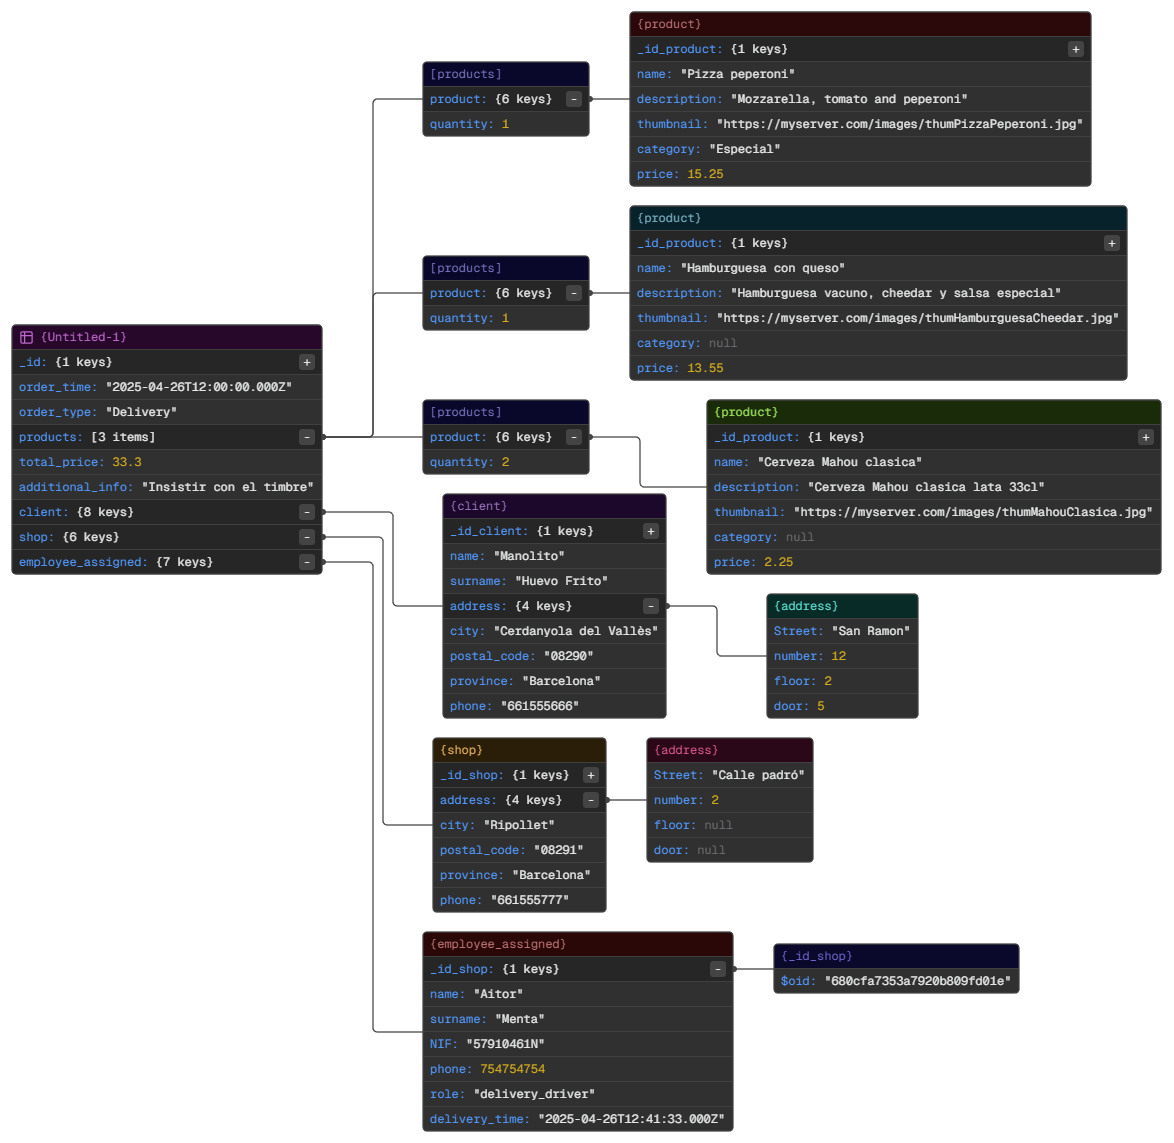 {Untitled-1}
_id: {1 keys}
+
order_time: "2025-04-26T12:00:00.000Z"
order_type: "Delivery"
products: [3 items]
-
total_price: 33.3
additional_info: "Insistir con el timbre"
client: {8 keys}
-
shop: {6 keys}
-
employee_assigned: {7 keys}
-
[products]
product: {6 keys}
-
quantity: 1
{product}
_id_product: {1 keys}
+
name: "Pizza peperoni"
description: "Mozzarella, tomato and peperoni"
thumbnail: "https://myserver.com/images/thumPizzaPeperoni.jpg"
category: "Especial"
price: 15.25
[products]
product: {6 keys}
-
quantity: 1
{product}
_id_product: {1 keys}
+
name: "Hamburguesa con queso"
description: "Hamburguesa vacuno, cheedar y salsa especial"
thumbnail: "https://myserver.com/images/thumHamburguesaCheedar.jpg"
category: null
price: 13.55
[products]
product: {6 keys}
-
quantity: 2
{product}
_id_product: {1 keys}
+
name: "Cerveza Mahou clasica"
description: "Cerveza Mahou clasica lata 33cl"
thumbnail: "https://myserver.com/images/thumMahouClasica.jpg"
category: null
price: 2.25
{client}
_id_client: {1 keys}
+
name: "Manolito"
surname: "Huevo Frito"
address: {4 keys}
-
city: "Cerdanyola del Vallès"
postal_code: "08290"
province: "Barcelona"
phone: "661555666"
{address}
Street: "San Ramon"
number: 12
floor: 2
door: 5
{shop}
_id_shop: {1 keys}
+
address: {4 keys}
-
city: "Ripollet"
postal_code: "08291"
province: "Barcelona"
phone: "661555777"
{address}
Street: "Calle padró"
number: 2
floor: null
door: null
{employee_assigned}
_id_shop: {1 keys}
-
name: "Aitor"
surname: "Menta"
NIF: "57910461N"
phone: 754754754
role: "delivery_driver"
delivery_time: "2025-04-26T12:41:33.000Z"
{_id_shop}
$oid: "680cfa7353a7920b809fd01e"